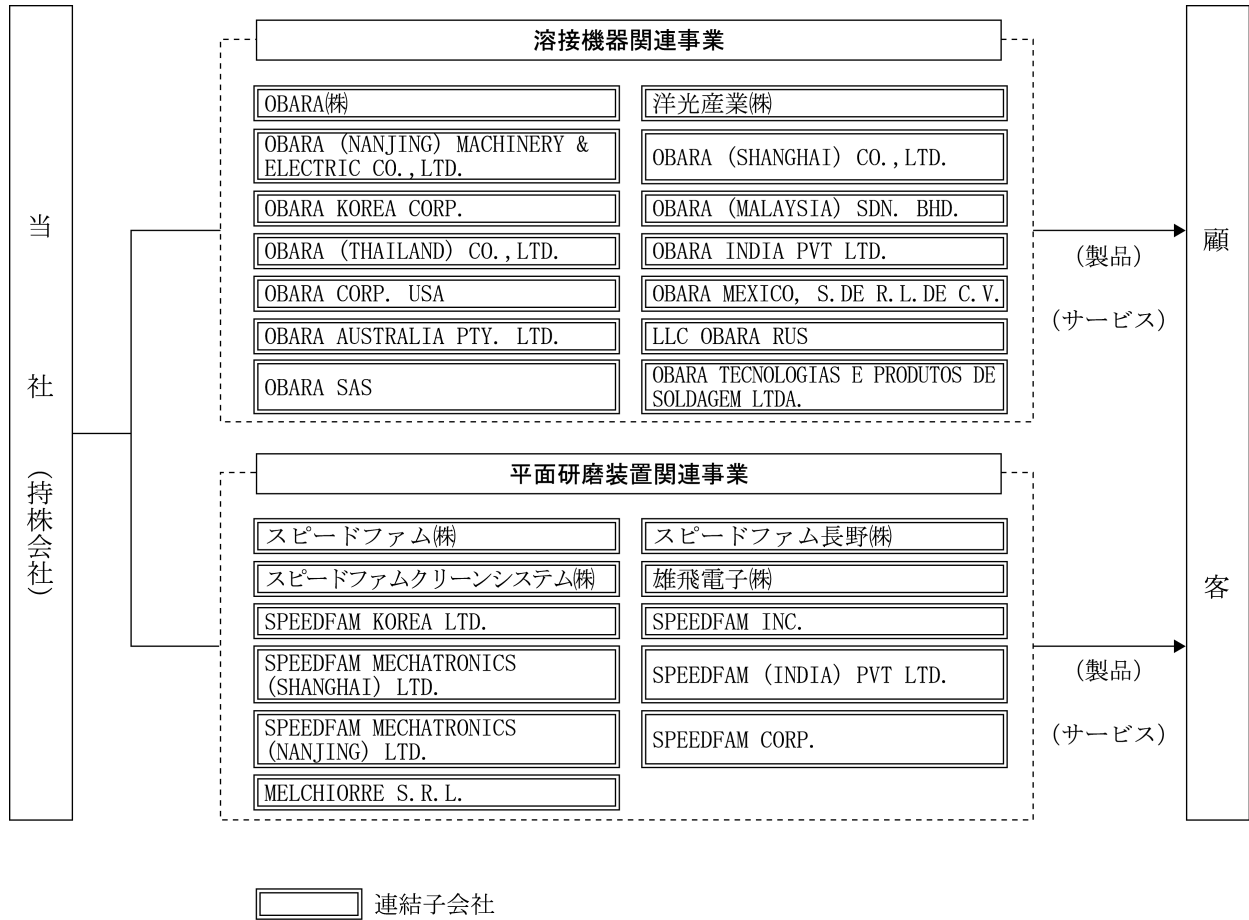 当社(持株会社)
溶接機器関連事業
OBARA㈱
洋光産業㈱
OBARA (NANJING) MACHINERY &
ELECTRIC CO.,LTD.
OBARA (SHANGHAI) CO.,LTD.
OBARA KOREA CORP.
OBARA (MALAYSIA) SDN. BHD.
OBARA (THAILAND) CO.,LTD.
OBARA INDIA PVT LTD.
OBARA CORP. USA
OBARA MEXICO, S.DE R.L.DE C.V.
OBARA AUSTRALIA PTY. LTD.
LLC OBARA RUS
OBARA SAS
OBARA TECNOLOGIAS E PRODUTOS DE
SOLDAGEM LTDA.
(製品)
(サービス)
平面研磨装置関連事業
スピードファム㈱
スピードファム長野㈱
スピードファムクリーンシステム㈱
雄飛電子㈱
SPEEDFAM KOREA LTD.
SPEEDFAM INC.
SPEEDFAM MECHATRONICS
(SHANGHAI) LTD.
SPEEDFAM (INDIA) PVT LTD.
SPEEDFAM MECHATRONICS
(NANJING) LTD.
SPEEDFAM CORP.
MELCHIORRE S.R.L.
(製品)
(サービス)
顧客
連結子会社